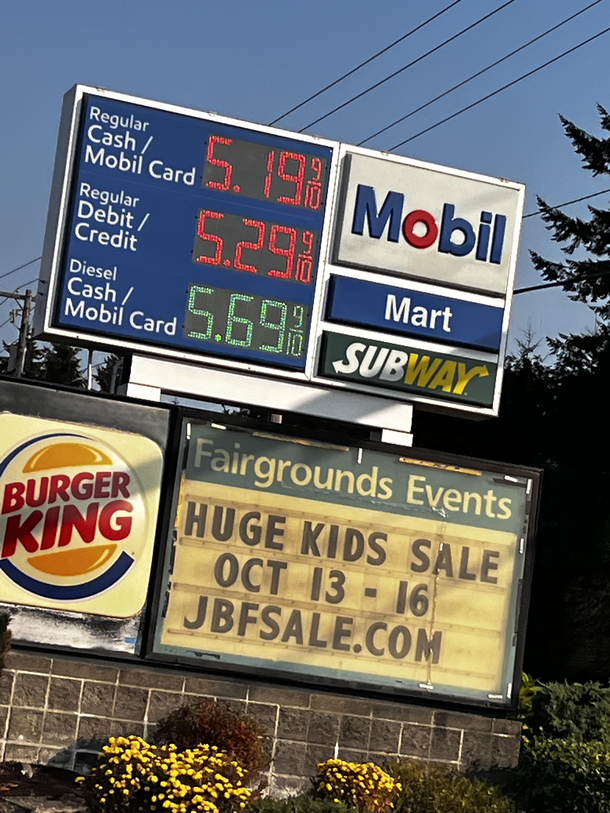 Regular
Cash /
Mobil Card
5.19 9/10
Regular
Debit /
Credit
5.29 9/10
Diesel
Cash /
Mobil Card
5.69 9/10
Mobil
Mart
SUBWAY
BURGER
KING
Fairgrounds Events
HUGE KIDS SALE
OCT 13 - 16
JBFSALE.COM